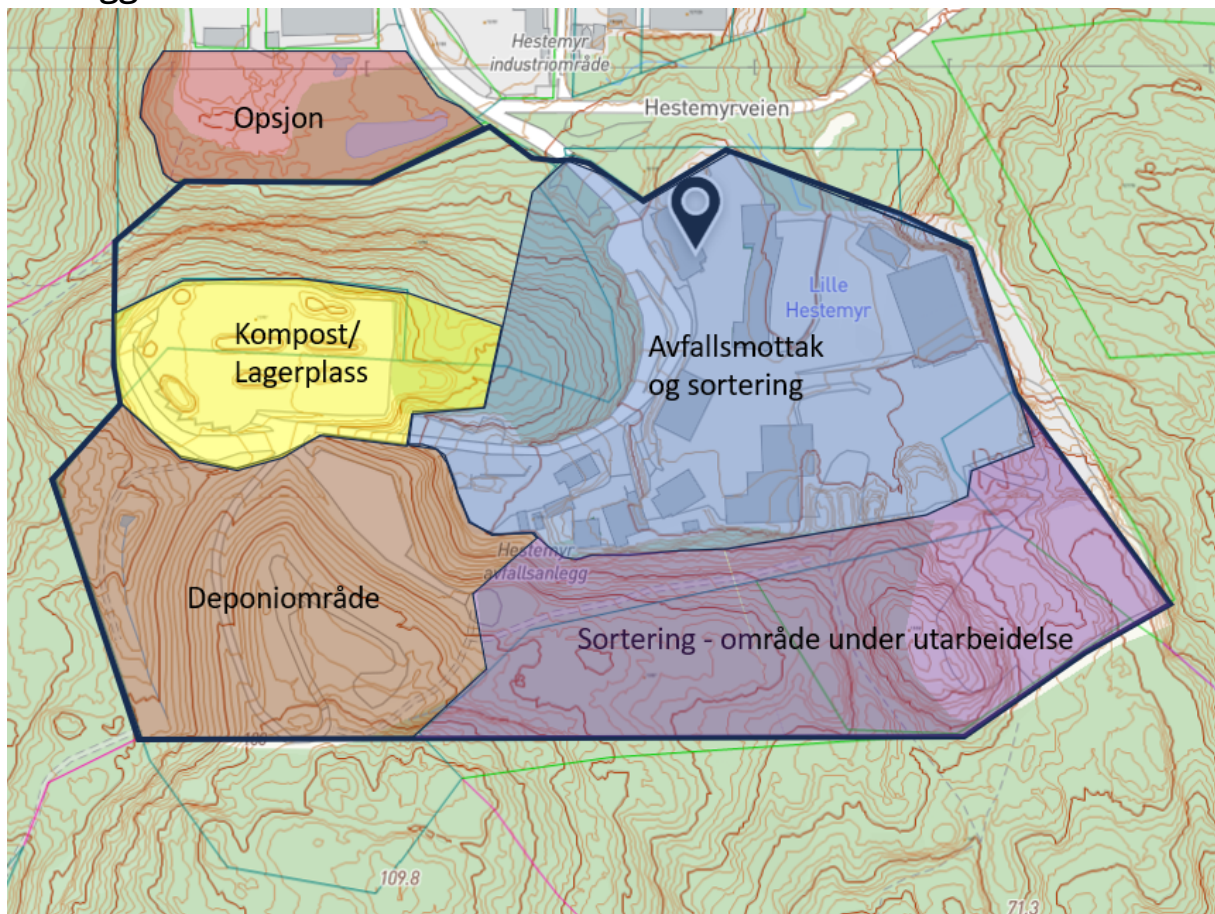 Hestemyr
industriområde
Opsjon
Hestemyrveien
Kompost/
Lagerplass
Lille
Hestemyr
Avfallsmottak
og sortering
Hestemyr
avfallsanlegg
Deponiområde
Sortering - område under utarbeidelse
109.8
71.3